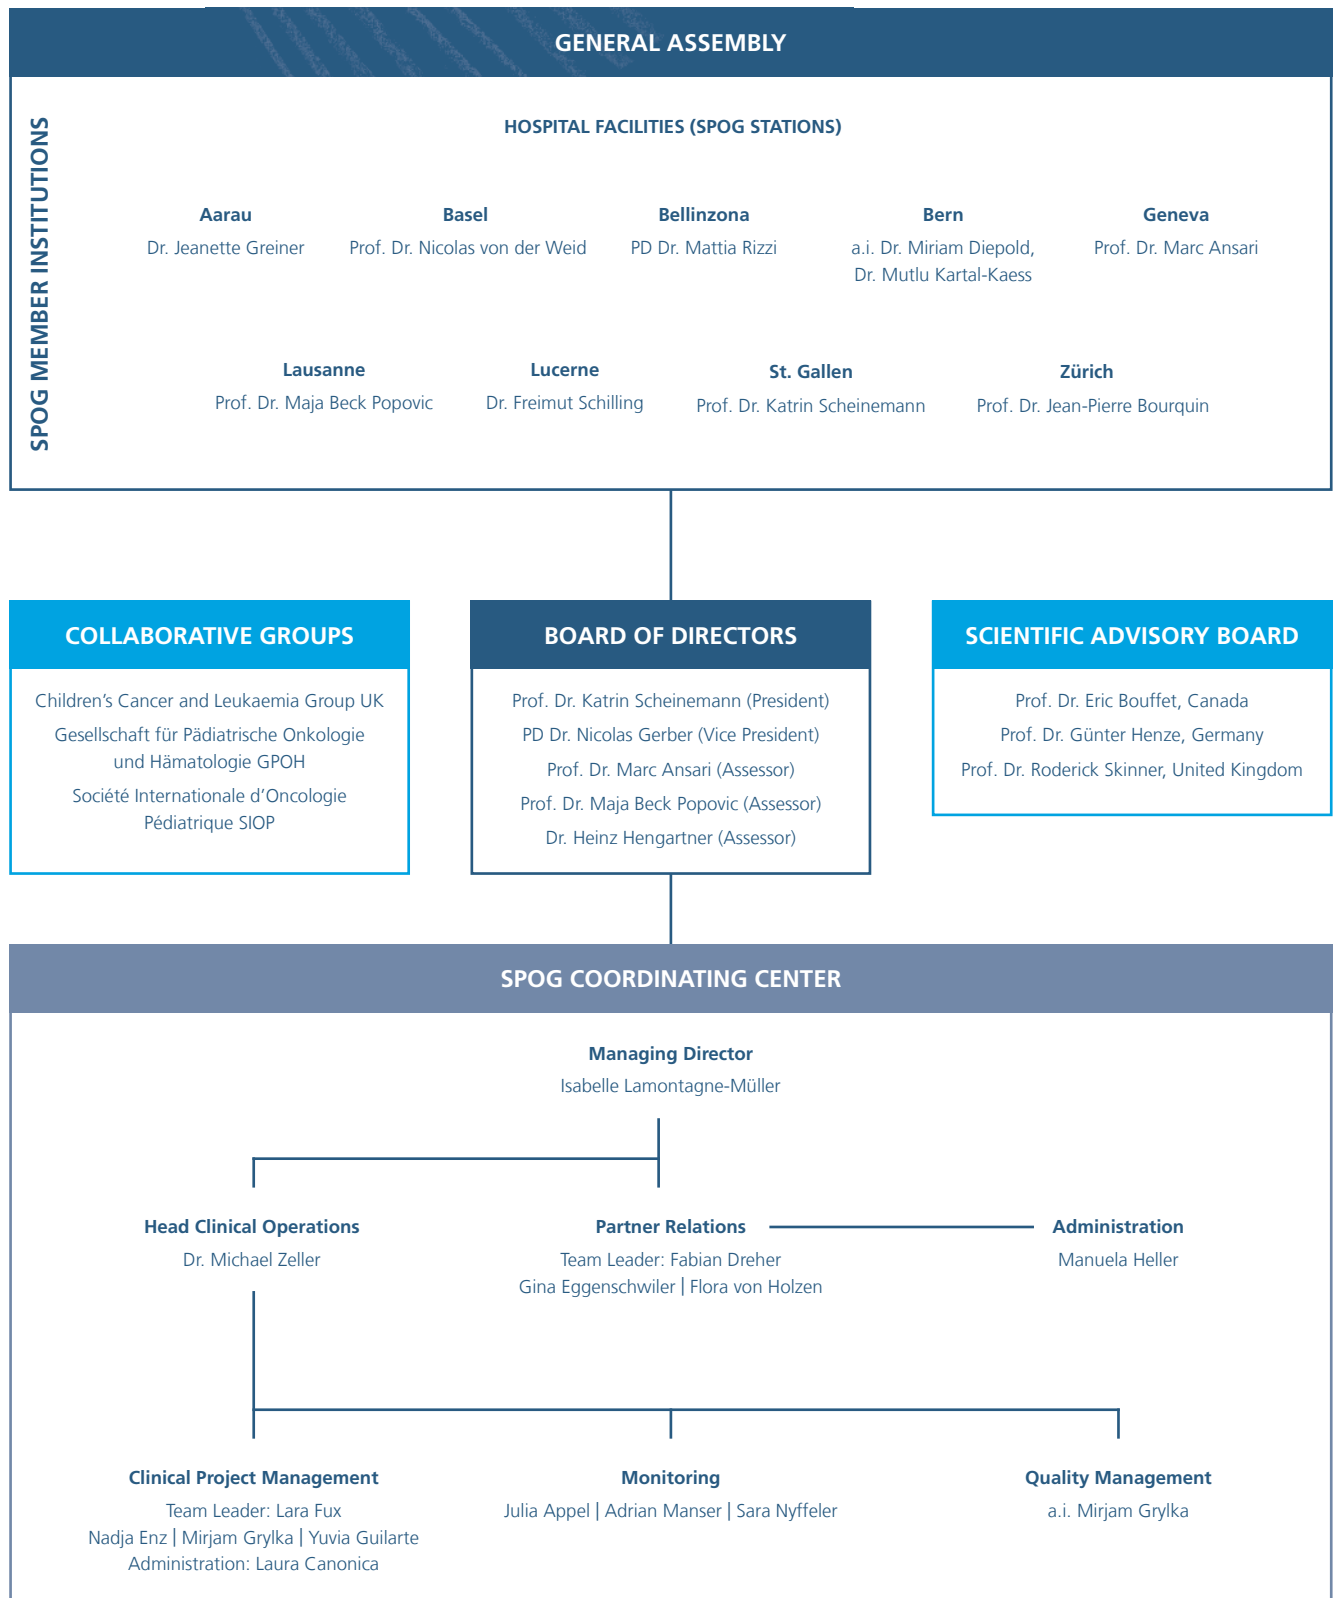 GENERAL ASSEMBLY
SPOG MEMBER INSTITUTIONS
HOSPITAL FACILITIES (SPOG STATIONS)
Aarau
Dr. Jeanette Greiner
Basel
Prof. Dr. Nicolas von der Weid
Bellinzona
PD Dr. Mattia Rizzi
Bern
a.i. Dr. Miriam Diepold,
Dr. Mutlu Kartal-Kaess
Geneva
Prof. Dr. Marc Ansari
Lausanne
Prof. Dr. Maja Beck Popovic
Lucerne
Dr. Freimut Schilling
St. Gallen
Prof. Dr. Katrin Scheinemann
Zürich
Prof. Dr. Jean-Pierre Bourquin
COLLABORATIVE GROUPS
Children’s Cancer and Leukaemia Group UK
Gesellschaft für Pädiatrische Onkologie
und Hämatologie GPOH
Société Internationale d’Oncologie
Pédiatrique SIOP
BOARD OF DIRECTORS
Prof. Dr. Katrin Scheinemann (President)
PD Dr. Nicolas Gerber (Vice President)
Prof. Dr. Marc Ansari (Assessor)
Prof. Dr. Maja Beck Popovic (Assessor)
Dr. Heinz Hengartner (Assessor)
SCIENTIFIC ADVISORY BOARD
Prof. Dr. Eric Bouffet, Canada
Prof. Dr. Günter Henze, Germany
Prof. Dr. Roderick Skinner, United Kingdom
SPOG COORDINATING CENTER
Managing Director
Isabelle Lamontagne-Müller
Head Clinical Operations
Dr. Michael Zeller
Partner Relations
Team Leader: Fabian Dreher
Gina Eggenschwiler | Flora von Holzen
Administration
Manuela Heller
Clinical Project Management
Team Leader: Lara Fux
Nadja Enz | Mirjam Grylka | Yuvia Guilarte
Administration: Laura Canonica
Monitoring
Julia Appel | Adrian Manser | Sara Nyffeler
Quality Management
a.i. Mirjam Grylka